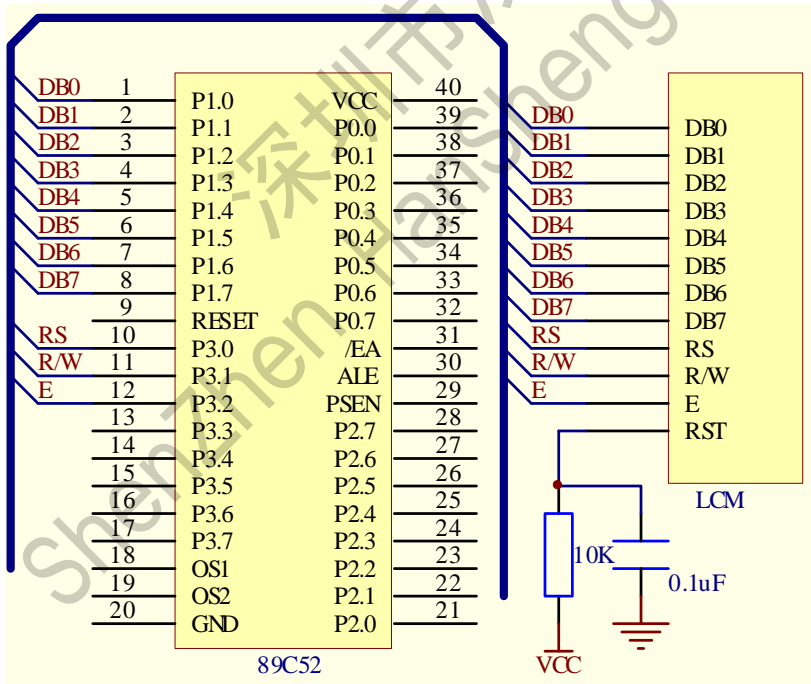 DB0 1 P1.0 VCC 40
DB1 2 P1.1 P0.0 39 DB0 DB0
DB2 3 P1.2 P0.1 38 DB1 DB1
DB3 4 P1.3 P0.2 37 DB2 DB2
DB4 5 P1.4 P0.3 36 DB3 DB3
DB5 6 P1.5 P0.4 35 DB4 DB4
DB6 7 P1.6 P0.5 34 DB5 DB5
DB7 8 P1.7 P0.6 33 DB6 DB6
9 RESET P0.7 32 DB7 DB7
RS 10 P3.0 /EA 31 RS RS
R/W 11 P3.1 ALE 30 R/W R/W
E 12 P3.2 PSEN 29 E E
13 P3.3 P2.7 28 RST
14 P3.4 P2.6 27
15 P3.5 P2.5 26
16 P3.6 P2.4 25 LCM
17 P3.7 P2.3 24
18 OS1 P2.2 23 10K
19 OS2 P2.1 22 0.1uF
20 GND P2.0 21
89C52 VCC
深圳市
ShenZhen HanSheng